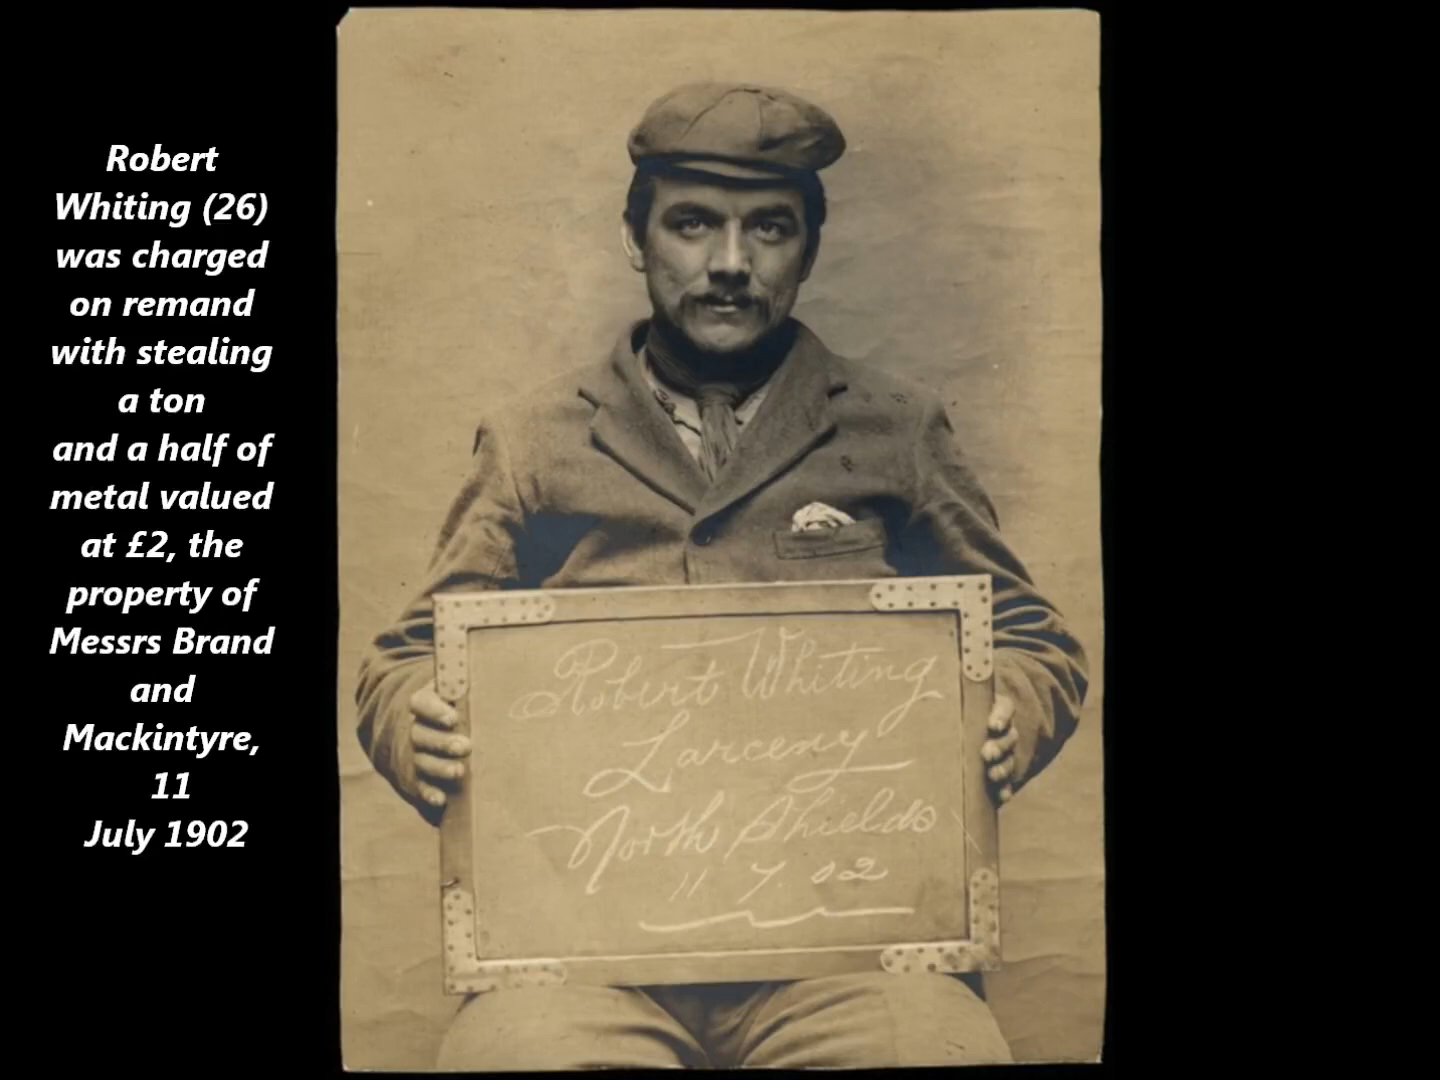 Robert
Whiting (26)
was charged
on remand
with stealing
a ton
and a half of
metal valued
at £2, the
property of
Messrs Brand
and
Mackintyre,
11
July 1902
Robert Whiting
Larceny
North Shields
11 7. 02